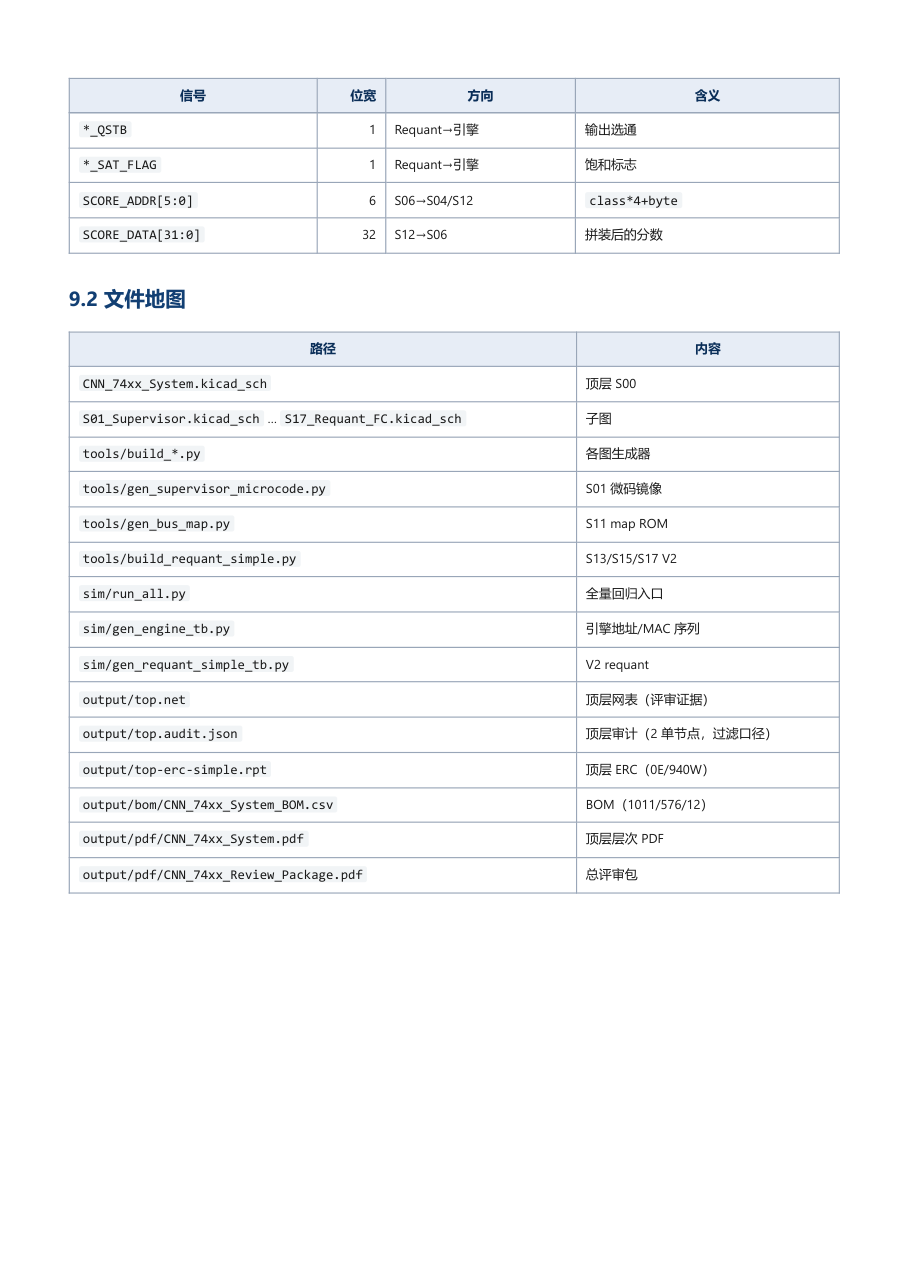 信号 位宽 方向 含义
*_QSTB 1 Requant→引擎 输出选通
*_SAT_FLAG 1 Requant→引擎 饱和标志
SCORE_ADDR[5:0] 6 S06→S04/S12 class*4+byte
SCORE_DATA[31:0] 32 S12→S06 拼装后的分数
9.2 文件地图
路径 内容
CNN_74xx_System.kicad_sch 顶层 S00
S01_Supervisor.kicad_sch … S17_Requant_FC.kicad_sch 子图
tools/build_*.py 各图生成器
tools/gen_supervisor_microcode.py S01 微码镜像
tools/gen_bus_map.py S11 map ROM
tools/build_requant_simple.py S13/S15/S17 V2
sim/run_all.py 全量回归入口
sim/gen_engine_tb.py 引擎地址/MAC 序列
sim/gen_requant_simple_tb.py V2 requant
output/top.net 顶层网表（评审证据）
output/top.audit.json 顶层审计（2 单节点，过滤口径）
output/top-erc-simple.rpt 顶层 ERC（0E/940W）
output/bom/CNN_74xx_System_BOM.csv BOM（1011/576/12）
output/pdf/CNN_74xx_System.pdf 顶层层次 PDF
output/pdf/CNN_74xx_Review_Package.pdf 总评审包